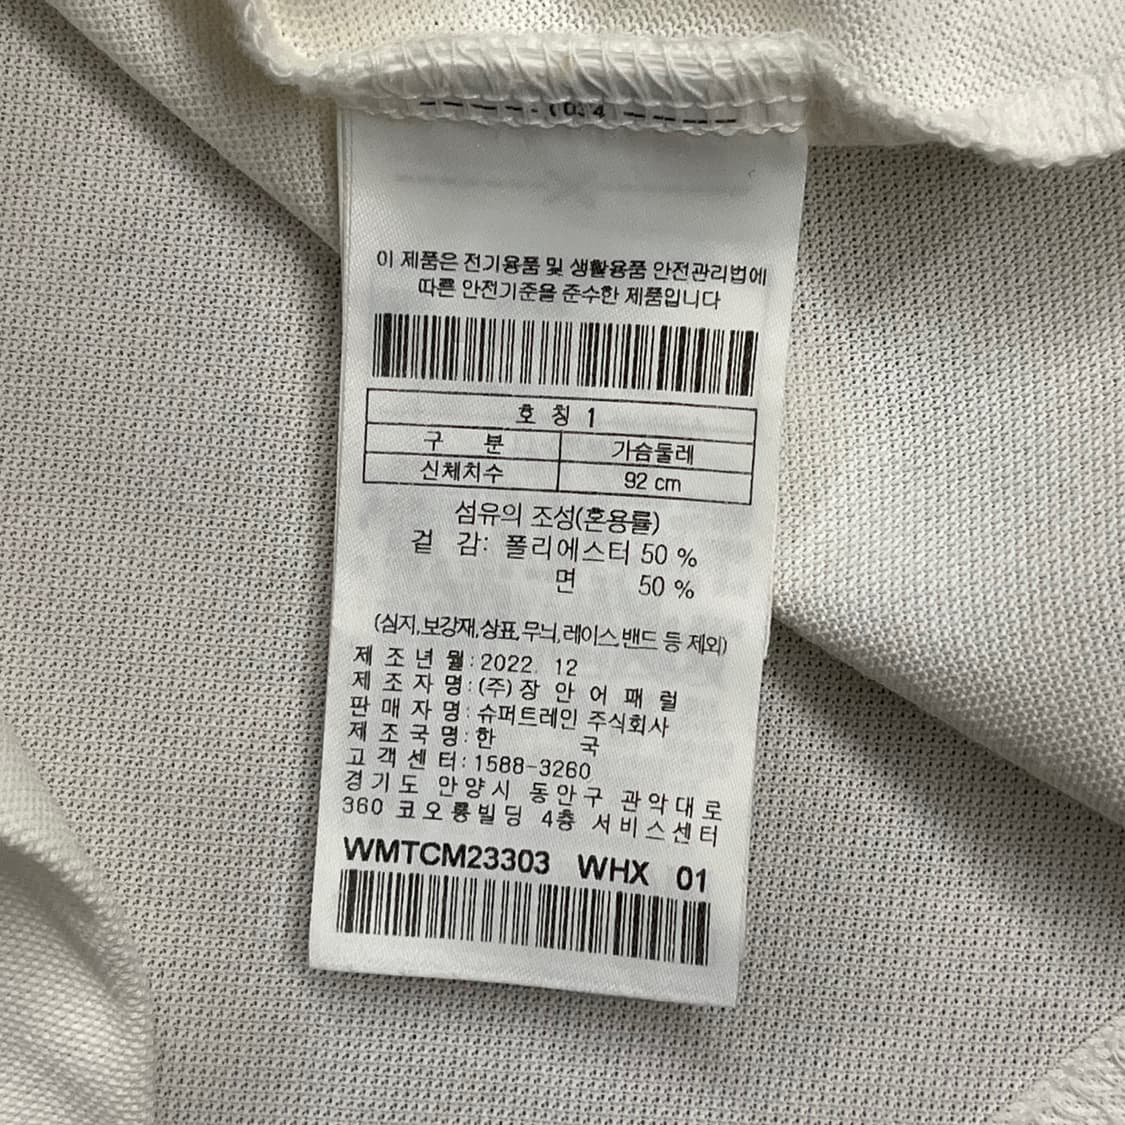 이 제품은 전기용품 및 생활용품 안전관리법에
따른 안전기준을 준수한 제품입니다
호 칭 1
구 분 가슴둘레
신체치수 92 cm
섬유의 조성(혼용률)
겉 감: 폴리에스터 50 %
면 50 %
(심지,보강재,상표,무늬,레이스,밴드 등 제외)
제 조 년 월:2022. 12
제 조 자 명:(주)장 안 어 패 럴
판 매 자 명:슈퍼트레인 주식회사
제 조 국 명:한 국
고 객 센 터:1588-3260
경기도 안양시 동안구 관악대로
360 코오롱빌딩 4층 서비스센터
WMTCM23303 WHX 01